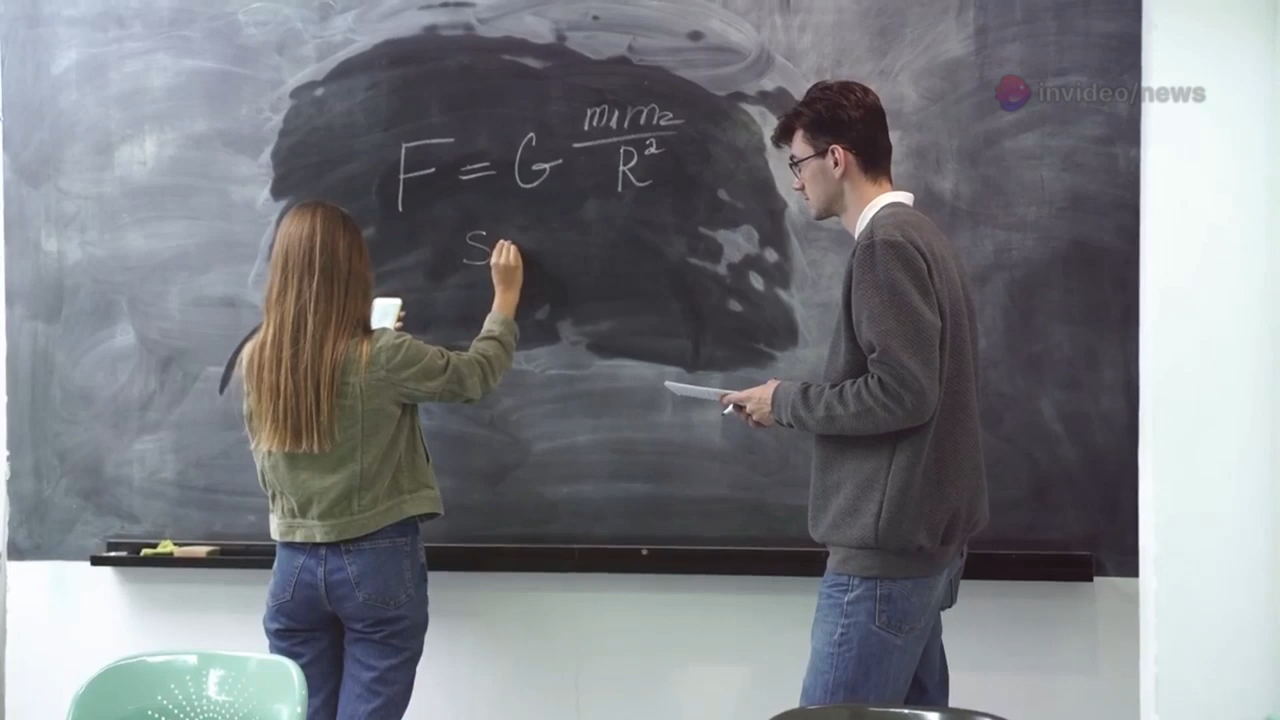 invideo/news
F = G m₁m₂/R²
S